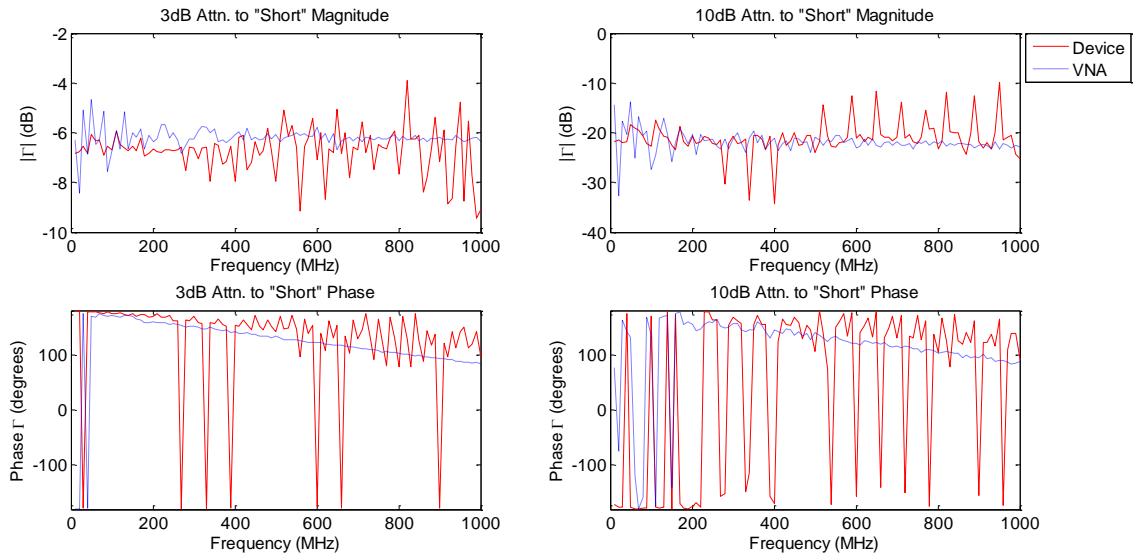 3dB Attn. to "Short" Magnitude
-2
-4
-6
-8
-10
|Γ| (dB)
0 200 400 600 800 1000
Frequency (MHz)
10dB Attn. to "Short" Magnitude
0
-10
-20
-30
-40
|Γ| (dB)
0 200 400 600 800 1000
Frequency (MHz)
Device
VNA
3dB Attn. to "Short" Phase
100
0
-100
Phase Γ (degrees)
0 200 400 600 800 1000
Frequency (MHz)
10dB Attn. to "Short" Phase
100
0
-100
Phase Γ (degrees)
0 200 400 600 800 1000
Frequency (MHz)